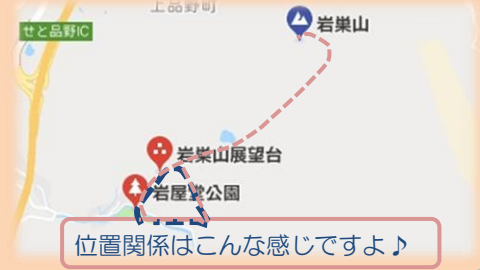 上品野町
せと品野IC
岩巣山
岩巣山展望台
岩屋堂公園
位置関係はこんな感じですよ♪